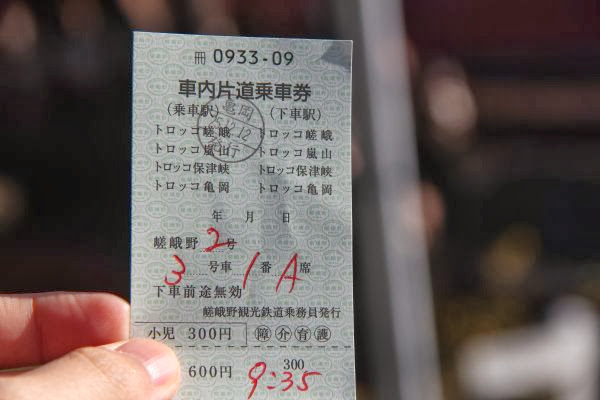 冊 0933-09
車内片道乗車券
(乗車駅) (下車駅)
トロッコ嵯峨 トロッコ嵯峨
トロッコ嵐山 トロッコ嵐山
トロッコ保津峡 トロッコ保津峡
トロッコ亀岡 トロッコ亀岡
亀岡
年 月 日
嵯峨野 2 号
3 号車 1 番 A 席
下車前途無効
嵯峨野観光鉄道乗務員発行
小児 300円 障 介 育 護
300
600円 9:35